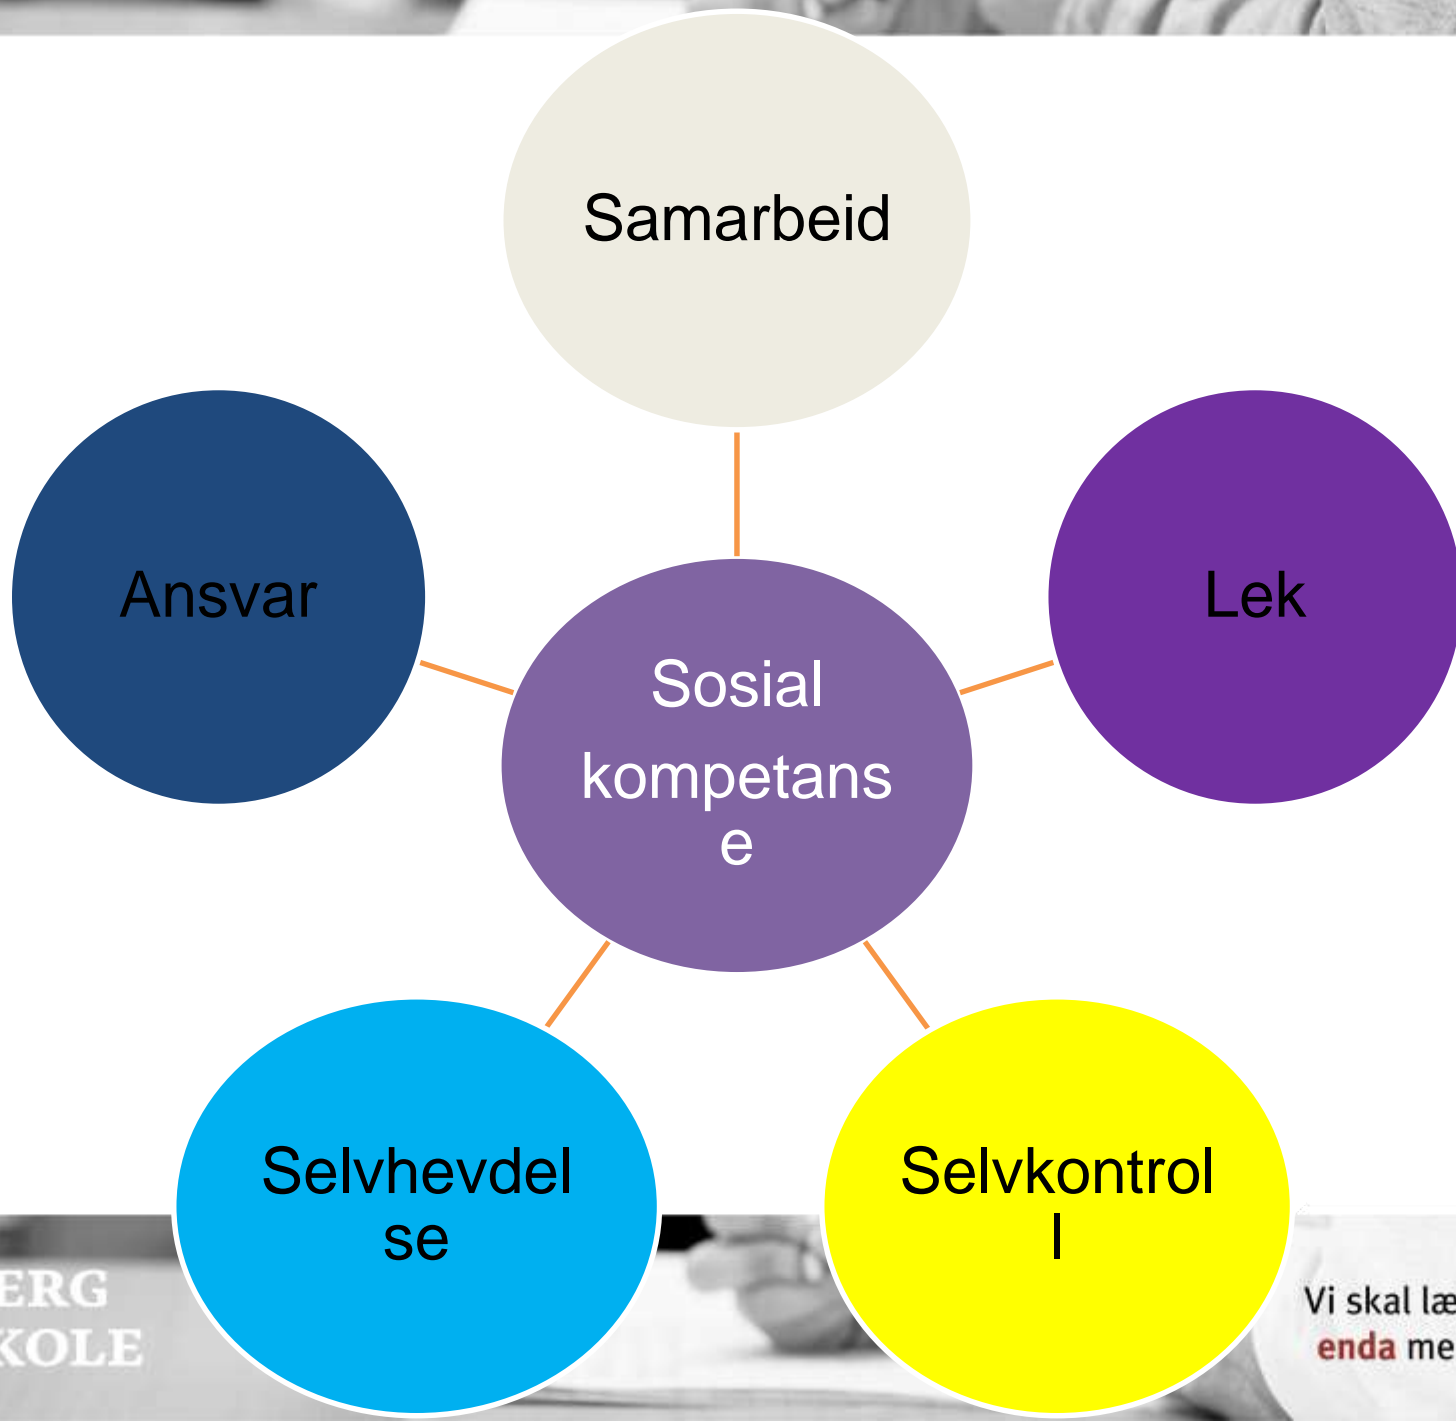 Samarbeid
Ansvar
Lek
Sosial
kompetans
e
Selvhevdel
se
Selvkontrol
l
ERG
KOLE
Vi skal læ
enda me